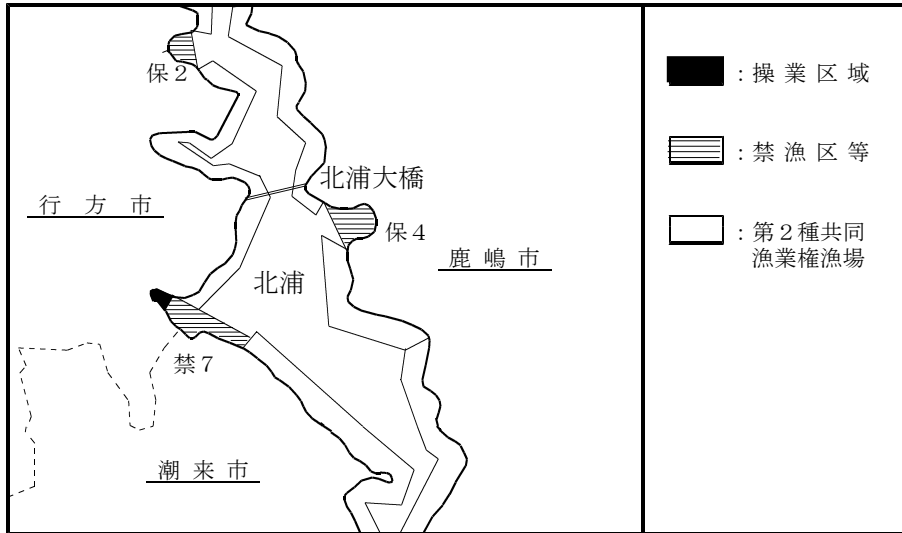 保２
北浦大橋
行方市
保４
鹿嶋市
北浦
禁７
潮来市
：操業区域
：禁漁区等
：第２種共同
漁業権漁場